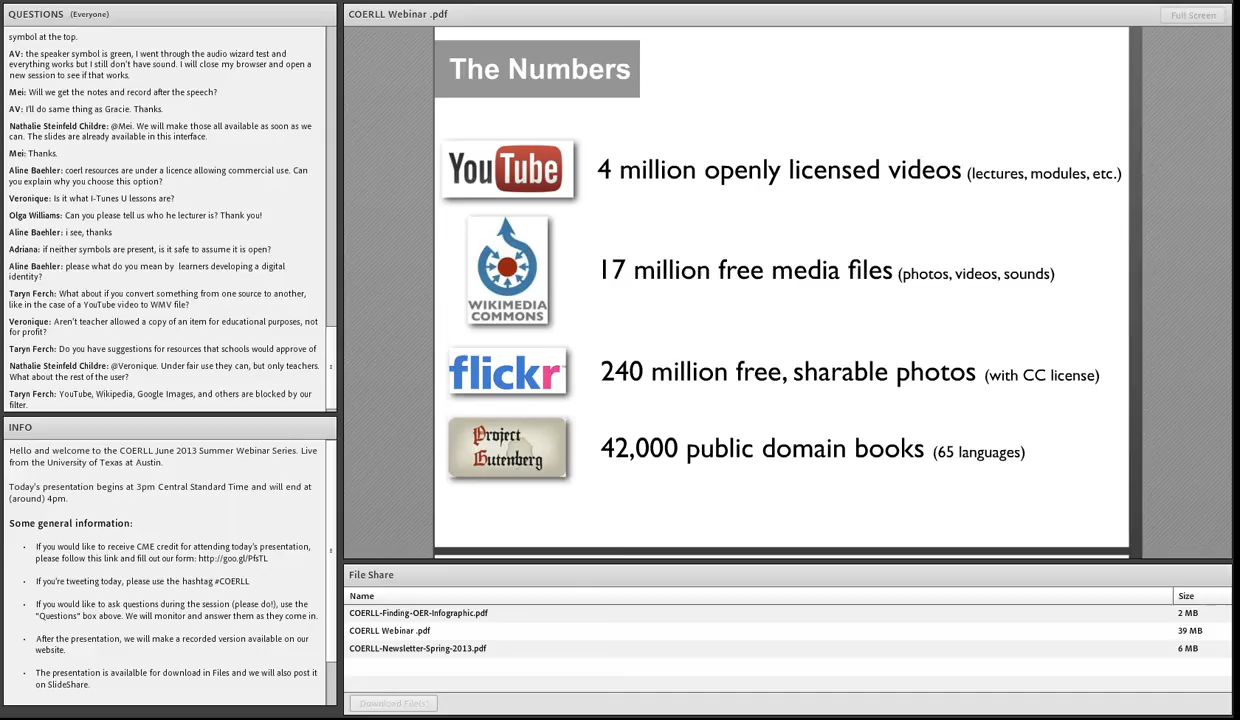 QUESTIONS (Everyone)
symbol at the top.
AV: the speaker symbol is green, I went through the audio wizard test and
everything works but I still don't have sound. I will close my browser and open a
new session to see if that works.
Mei: Will we get the notes and record after the speech?
AV: I'll do same thing as Gracie. Thanks.
Nathalie Steinfeld Childre: @Mei. We will make those all available as soon as we
can. The slides are already available in this interface.
Mei: Thanks.
Aline Baehler: coerl resources are under a licence allowing commercial use. Can
you explain why you choose this option?
Veronique: Is it what I-Tunes U lessons are?
Olga Williams: Can you please tell us who he lecturer is? Thank you!
Aline Baehler: i see, thanks
Adriana: if neither symbols are present, is it safe to assume it is open?
Aline Baehler: please what do you mean by learners developing a digital
identity?
Taryn Ferch: What about if you convert something from one source to another,
like in the case of a YouTube video to WMV file?
Veronique: Aren't teacher allowed a copy of an item for educational purposes, not
for profit?
Taryn Ferch: Do you have suggestions for resources that schools would approve of
Nathalie Steinfeld Childre: @Veronique. Under fair use they can, but only teachers.
What about the rest of the user?
Taryn Ferch: YouTube, Wikipedia, Google Images, and others are blocked by our
filter.
INFO
Hello and welcome to the COERLL June 2013 Summer Webinar Series. Live
from the University of Texas at Austin.
Today's presentation begins at 3pm Central Standard Time and will end at
(around) 4pm.
Some general information:
• If you would like to receive CME credit for attending today's presentation,
please follow this link and fill out our form: http://goo.gl/PfsTL
• If you're tweeting today, please use the hashtag #COERLL
• If you would like to ask questions during the session (please do!), use the
"Questions" box above. We will monitor and answer them as they come in.
• After the presentation, we will make a recorded version available on our
website.
• The presentation is available for download in Files and we will also post it
on SlideShare.
COERLL Webinar .pdf
Full Screen
The Numbers
YouTube 4 million openly licensed videos (lectures, modules, etc.)
WIKIMEDIA
COMMONS
17 million free media files (photos, videos, sounds)
flickr 240 million free, sharable photos (with CC license)
Project
Gutenberg
42,000 public domain books (65 languages)
File Share
Name Size
COERLL-Finding-OER-Infographic.pdf 2 MB
COERLL Webinar .pdf 39 MB
COERLL-Newsletter-Spring-2013.pdf 6 MB
Download File(s)